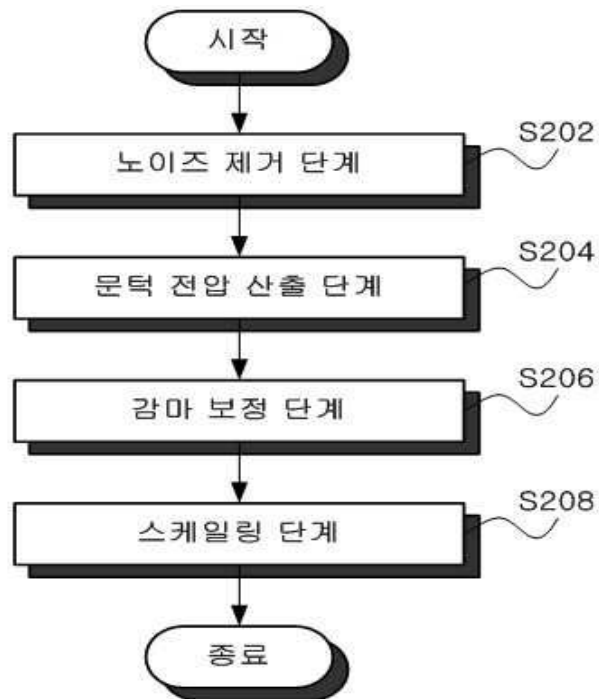 시작
S202
노이즈 제거 단계
S204
문턱 전압 산출 단계
S206
감마 보정 단계
S208
스케일링 단계
종료